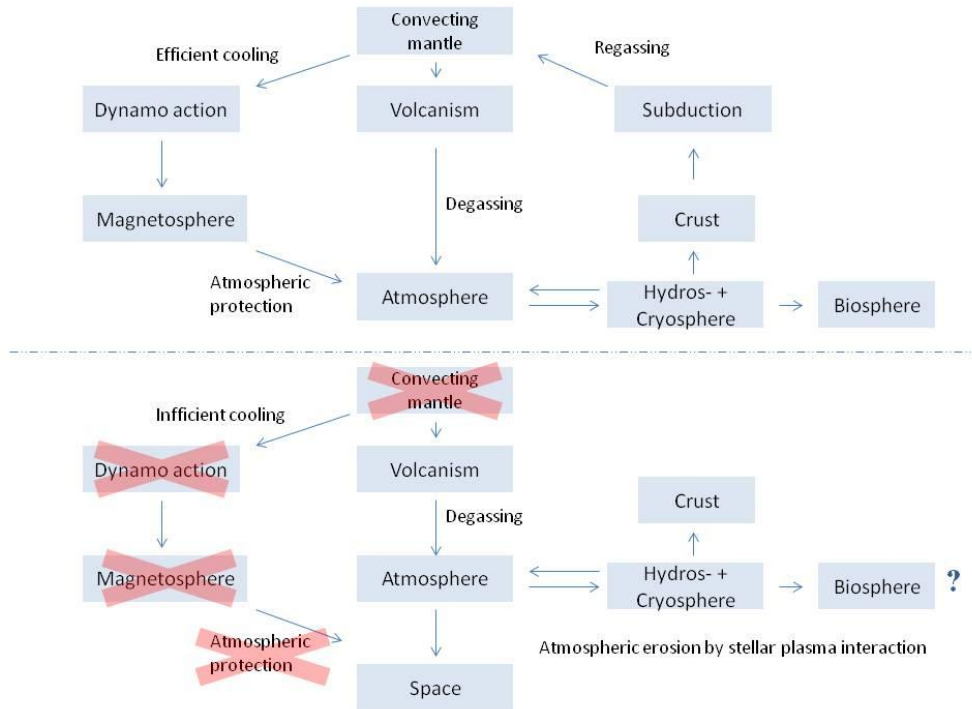 Convecting
mantle
Efficient cooling
Regassing
Dynamo action
Volcanism
Subduction
Magnetosphere
Degassing
Crust
Atmospheric
protection
Atmosphere
Hydros- +
Cryosphere
Biosphere
Convecting
mantle
Infficient cooling
Dynamo action
Volcanism
Crust
Degassing
Magnetosphere
Atmosphere
Hydros- +
Cryosphere
Biosphere ?
Atmospheric
protection
Atmospheric erosion by stellar plasma interaction
Space